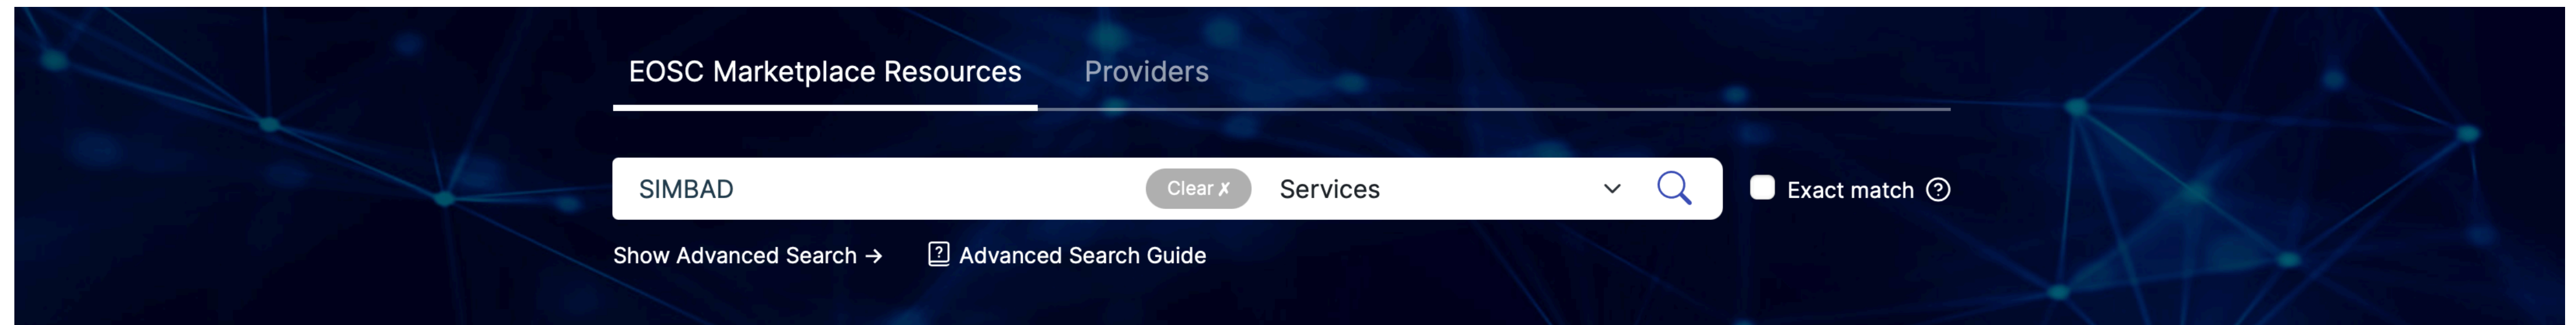 EOSC Marketplace Resources Providers
SIMBAD Clear ✗ Services Exact match ?
Show Advanced Search → ? Advanced Search Guide